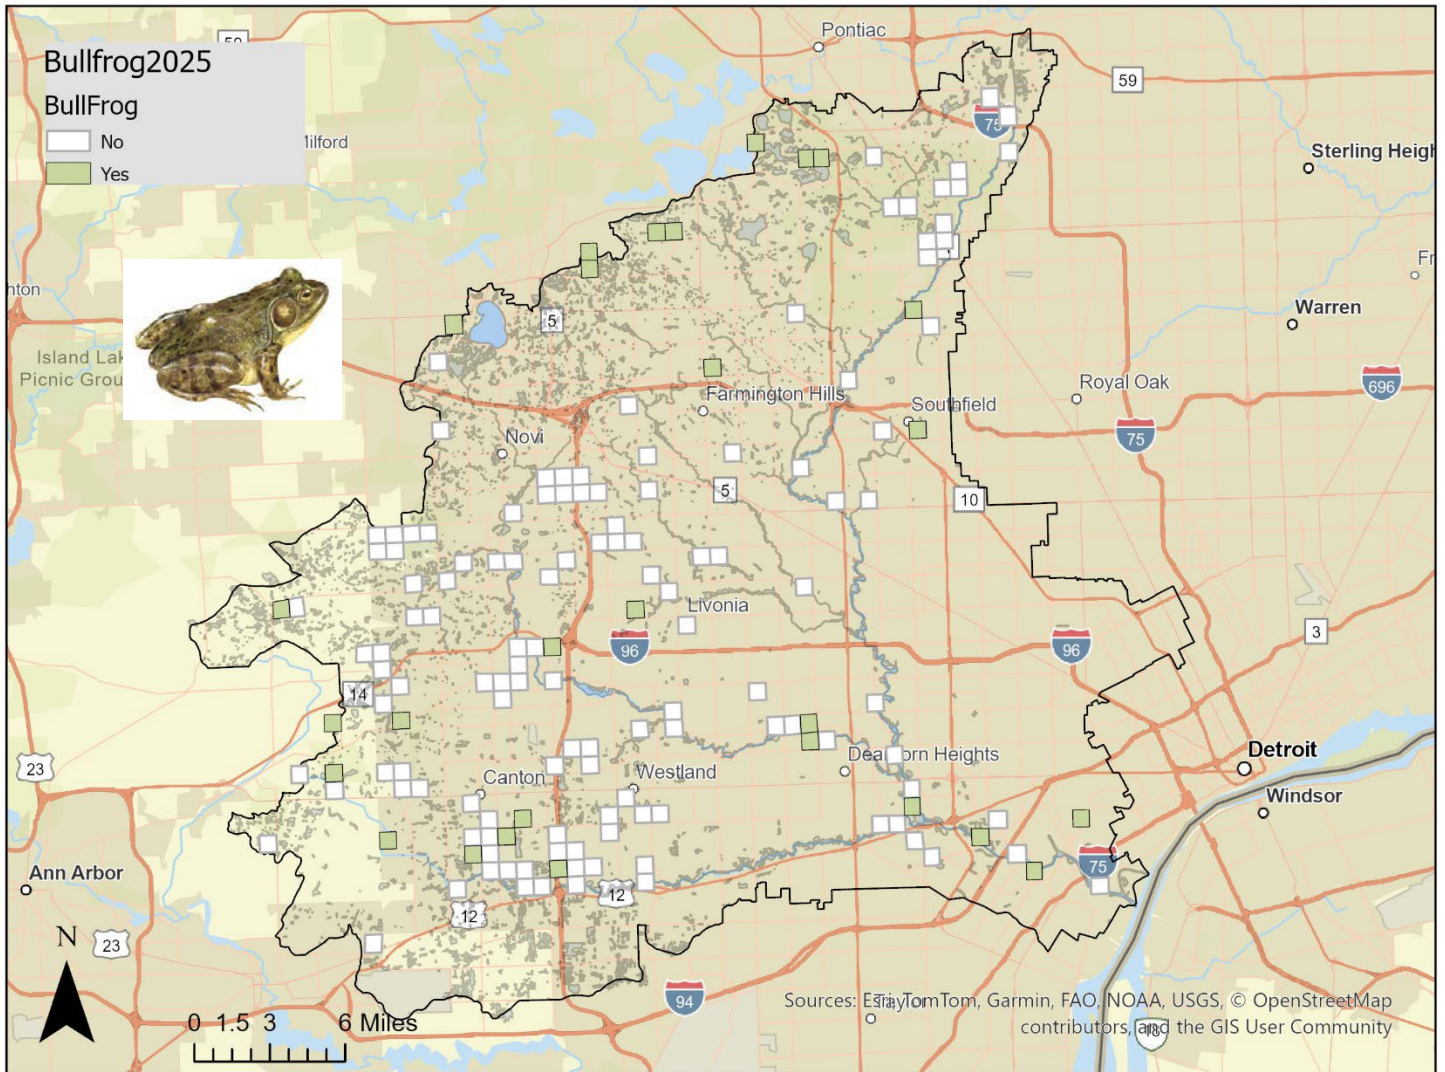 Bullfrog2025
BullFrog
No
Yes
Pontiac
59
75
Sterling Heigh
Warren
5
Island Lak
Picnic Grou
Royal Oak
696
Farmington Hills
Southfield
75
Novi
5
10
Livonia
96
96
3
14
23
Detroit
Dearborn Heights
Canton
Westland
Windsor
75
Ann Arbor
12
12
N
23
94
0 1.5 3 6 Miles
Sources: Esri, TomTom, Garmin, FAO, NOAA, USGS, © OpenStreetMap
contributors, and the GIS User Community